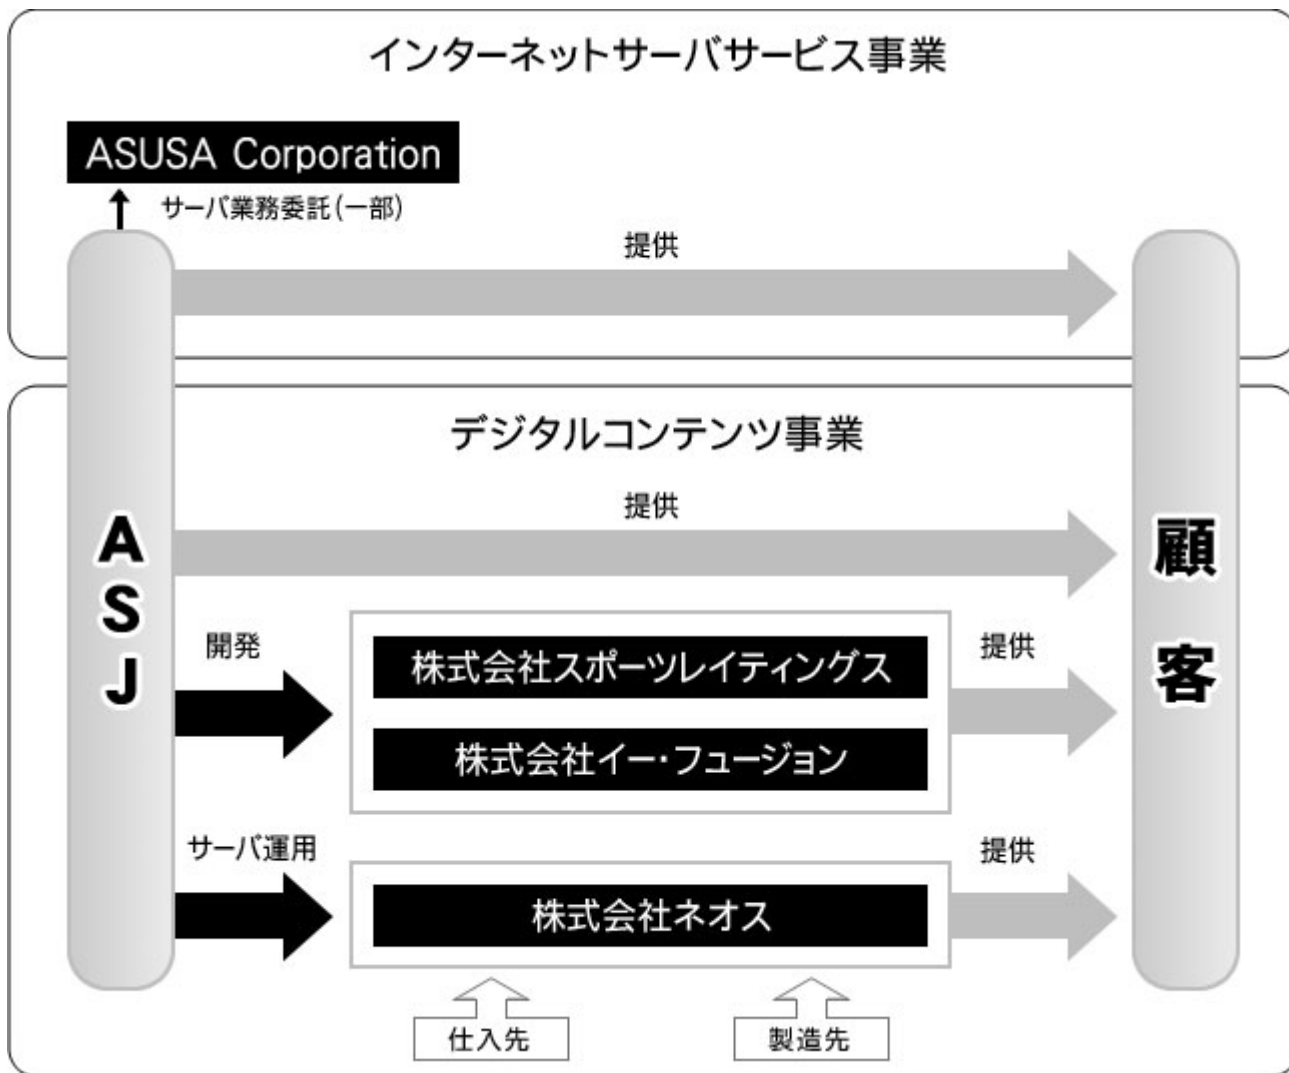 インターネットサーバサービス事業
ASUSA Corporation
サーバ業務委託(一部)
提供
デジタルコンテンツ事業
提供
ASJ
顧客
開発
株式会社スポーツレイティングス
提供
株式会社イー・フュージョン
サーバ運用
株式会社ネオス
提供
仕入先
製造先